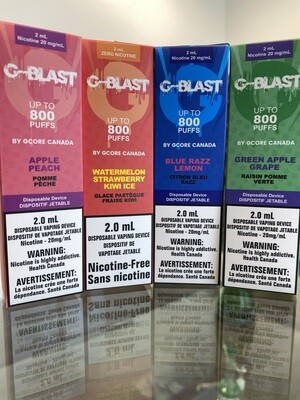 2 mL
Nicotine 20 mg/mL
G-BLAST
UP TO
800
PUFFS
BY GCORE CANADA
APPLE
PEACH
POMME
PÊCHE
Disposable Device
DISPOSITIF JETABLE
2.0 mL
DISPOSABLE VAPING DEVICE
DISPOSITIF DE VAPOTAGE JETABLE
Nicotine - 20mg/mL
WARNING:
Nicotine is highly addictive.
Health Canada
AVERTISSEMENT:
La nicotine crée une forte
dépendance. Santé Canada
2 mL
ZERO NICOTINE
G-BLAST
UP TO
800
PUFFS
BY GCORE CANADA
WATERMELON
STRAWBERRY
KIWI ICE
GLACE PASTÈQUE
FRAISE KIWI
Disposable Device
DISPOSITIF JETABLE
2.0 mL
DISPOSABLE VAPING DEVICE
DISPOSITIF DE
VAPOTAGE JETABLE
Nicotine-Free
Sans nicotine
2 mL
Nicotine 20 mg/mL
G-BLAST
UP TO
800
PUFFS
BY GCORE CANADA
BLUE RAZZ
LEMON
CITRON BLEU
RAZZ
Disposable Device
DISPOSITIF JETABLE
2.0 mL
DISPOSABLE VAPING DEVICE
DISPOSITIF DE VAPOTAGE JETABLE
Nicotine - 20mg/mL
WARNING:
Nicotine is highly addictive.
Health Canada
AVERTISSEMENT:
La nicotine crée une forte
dépendance. Santé Canada
2 mL
Nicotine 20 mg/mL
G-BLAST
UP TO
800
PUFFS
BY GCORE CANADA
GREEN APPLE
GRAPE
RAISIN POMME
VERTE
Disposable Device
DISPOSITIF JETABLE
2.0 mL
DISPOSABLE VAPING DEVICE
DISPOSITIF DE VAPOTAGE JETABLE
Nicotine - 20mg/mL
WARNING:
Nicotine is highly addictive.
Health Canada
AVERTISSEMENT:
La nicotine crée une forte
dépendance. Santé Canada